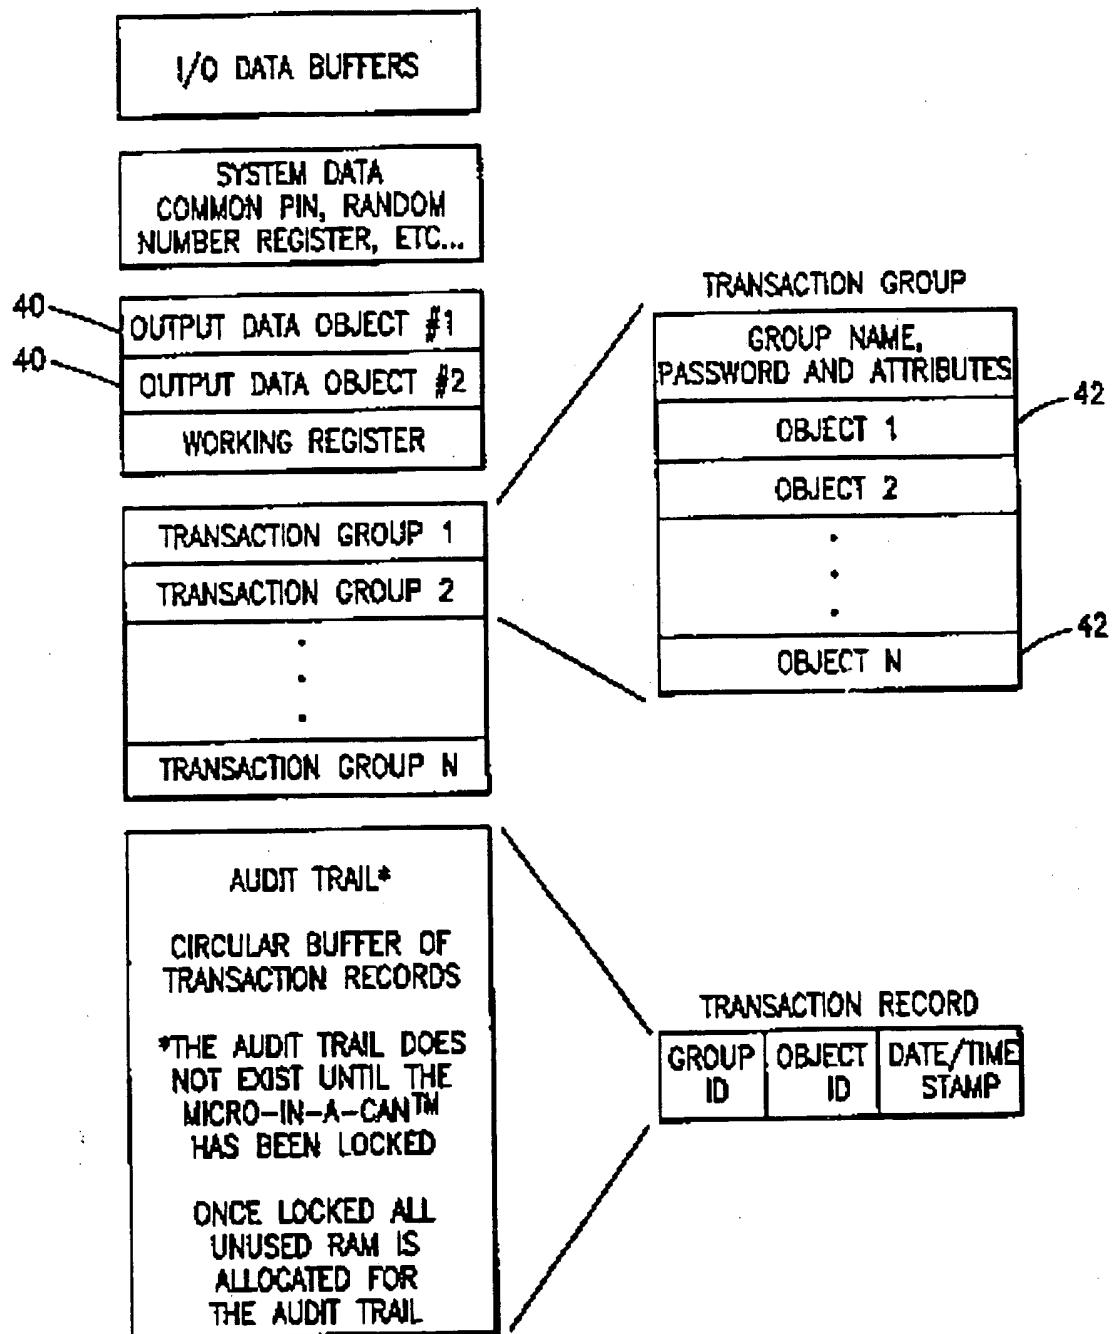 I/O DATA BUFFERS
SYSTEM DATA
COMMON PIN, RANDOM
NUMBER REGISTER, ETC...
40
OUTPUT DATA OBJECT #1
40
OUTPUT DATA OBJECT #2
WORKING REGISTER
TRANSACTION GROUP 1
TRANSACTION GROUP 2
TRANSACTION GROUP N
TRANSACTION GROUP
GROUP NAME,
PASSWORD AND ATTRIBUTES
42
OBJECT 1
OBJECT 2
42
OBJECT N
AUDIT TRAIL*
CIRCULAR BUFFER OF
TRANSACTION RECORDS
*THE AUDIT TRAIL DOES
NOT EXIST UNTIL THE
MICRO-IN-A-CAN™
HAS BEEN LOCKED
ONCE LOCKED ALL
UNUSED RAM IS
ALLOCATED FOR
THE AUDIT TRAIL
TRANSACTION RECORD
GROUP ID
OBJECT ID
DATE/TIME STAMP